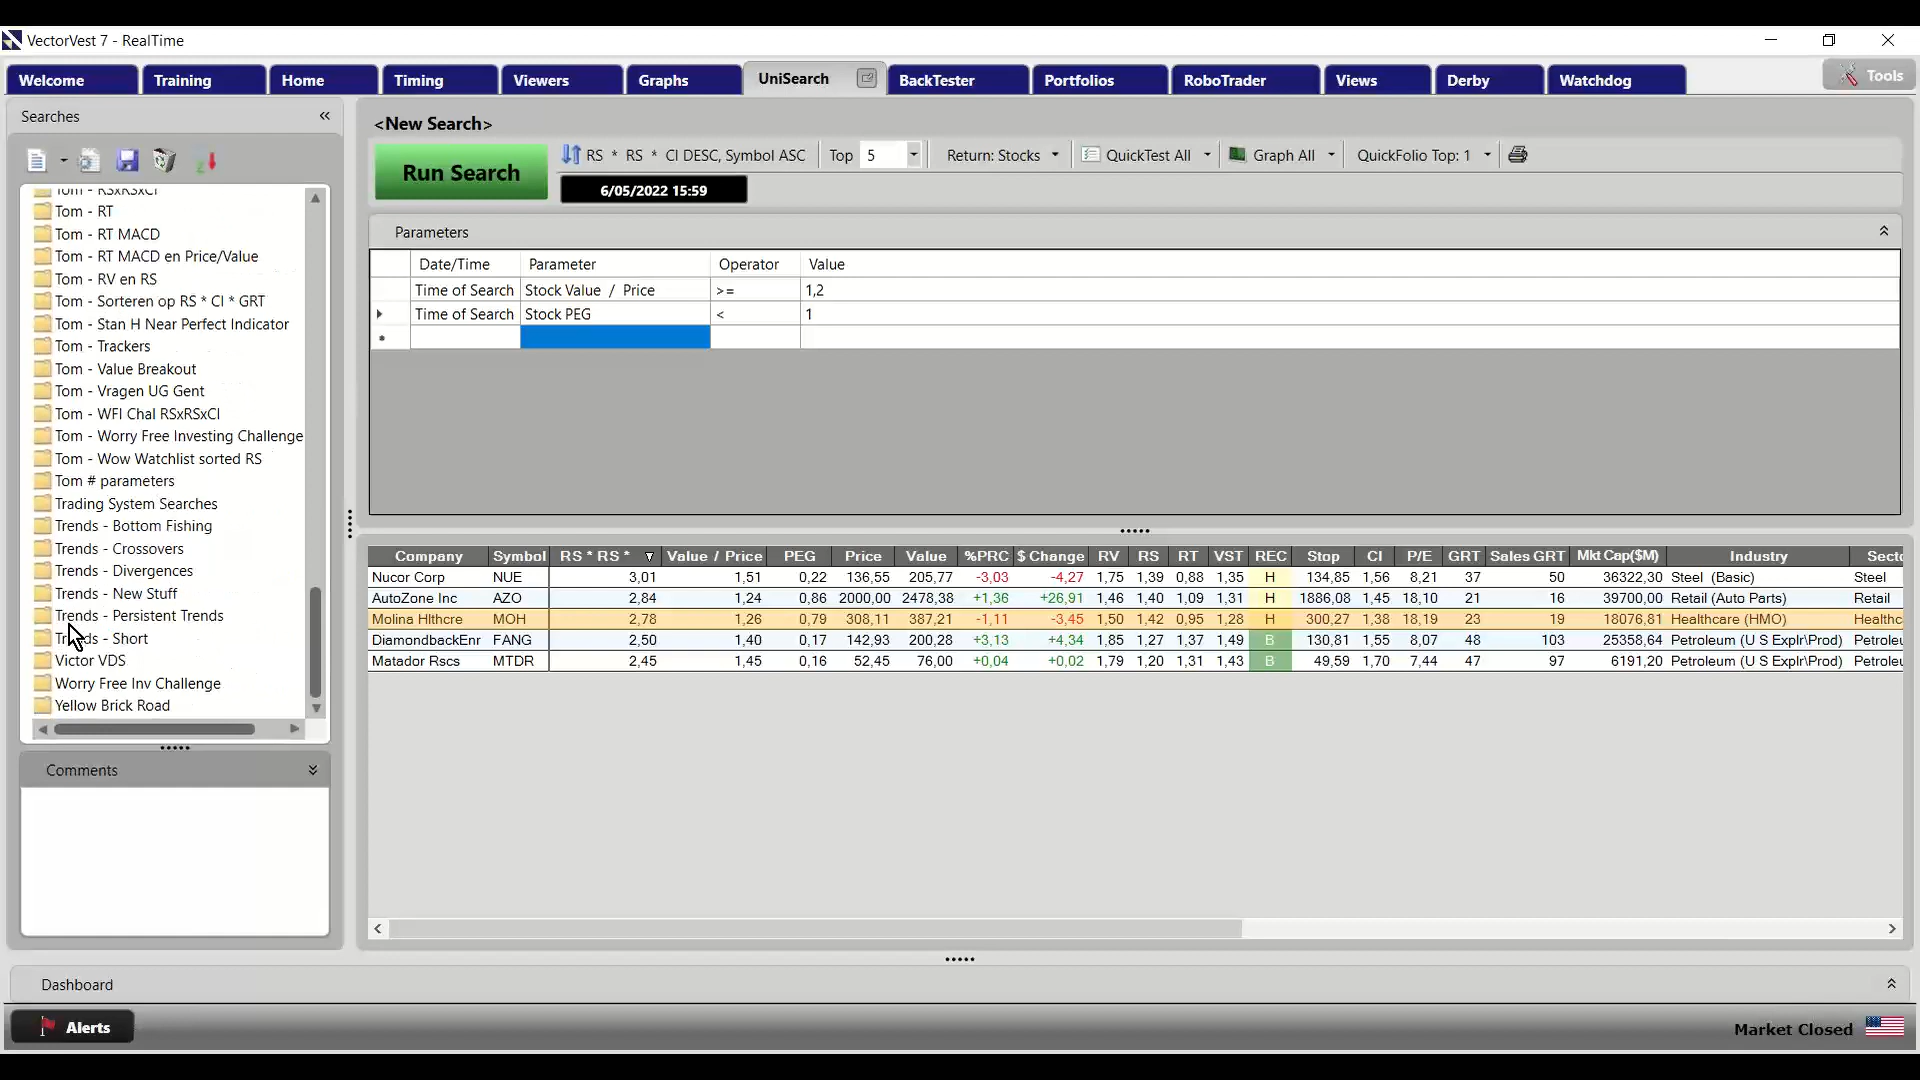 VectorVest 7 - RealTime
Welcome Training Home Timing Viewers Graphs UniSearch BackTester Portfolios RoboTrader Views Derby Watchdog Tools
Searches «
<New Search>
Run Search
RS * RS * CI DESC, Symbol ASC Top 5 Return: Stocks QuickTest All Graph All QuickFolio Top: 1
6/05/2022 15:59
Parameters
Date/Time Parameter Operator Value
Time of Search Stock Value / Price >= 1,2
Time of Search Stock PEG < 1
Tom - RSxRSxCI
Tom - RT
Tom - RT MACD
Tom - RT MACD en Price/Value
Tom - RV en RS
Tom - Sorteren op RS * CI * GRT
Tom - Stan H Near Perfect Indicator
Tom - Trackers
Tom - Value Breakout
Tom - Vragen UG Gent
Tom - WFI Chal RSxRSxCI
Tom - Worry Free Investing Challenge
Tom - Wow Watchlist sorted RS
Tom # parameters
Trading System Searches
Trends - Bottom Fishing
Trends - Crossovers
Trends - Divergences
Trends - New Stuff
Trends - Persistent Trends
Trends - Short
Victor VDS
Worry Free Inv Challenge
Yellow Brick Road
Comments
Company Symbol RS * RS * Value / Price PEG Price Value %PRC $ Change RV RS RT VST REC Stop CI P/E GRT Sales GRT Mkt Cap($M) Industry Secto
Nucor Corp NUE 3,01 1,51 0,22 136,55 205,77 -3,03 -4,27 1,75 1,39 0,88 1,35 H 134,85 1,56 8,21 37 50 36322,30 Steel (Basic) Steel
AutoZone Inc AZO 2,84 1,24 0,86 2000,00 2478,38 +1,36 +26,91 1,46 1,40 1,09 1,31 H 1886,08 1,45 18,10 21 16 39700,00 Retail (Auto Parts) Retail
Molina Hlthcre MOH 2,78 1,26 0,79 308,11 387,21 -1,11 -3,45 1,50 1,42 0,95 1,28 H 300,27 1,38 18,19 23 19 18076,81 Healthcare (HMO) Healthc
DiamondbackEnr FANG 2,50 1,40 0,17 142,93 200,28 +3,13 +4,34 1,85 1,27 1,37 1,49 B 130,81 1,55 8,07 48 103 25358,64 Petroleum (U S Explr\Prod) Petroleu
Matador Rscs MTDR 2,45 1,45 0,16 52,45 76,00 +0,04 +0,02 1,79 1,20 1,31 1,43 B 49,59 1,70 7,44 47 97 6191,20 Petroleum (U S Explr\Prod) Petroleu
Dashboard
Alerts
Market Closed